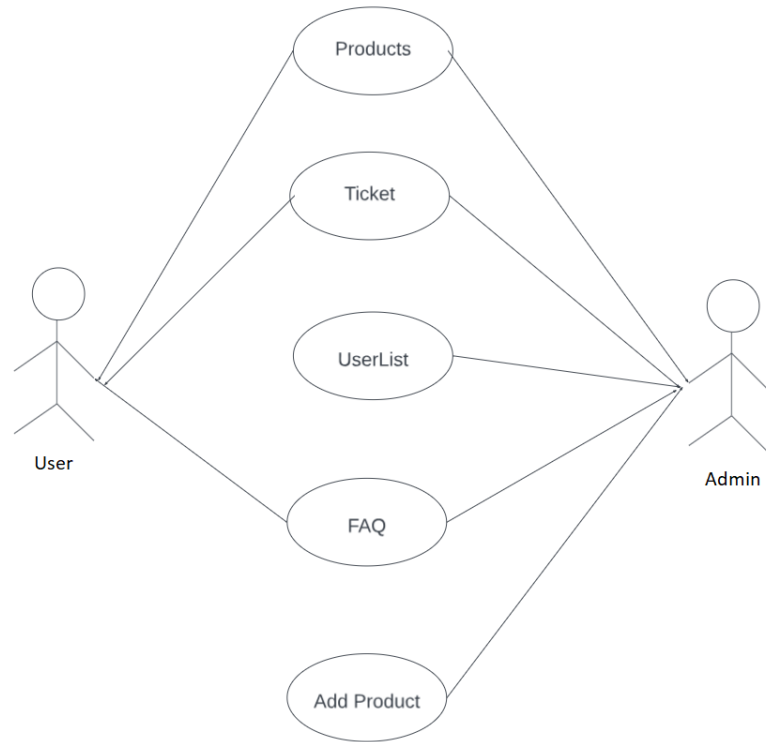 Products
Ticket
UserList
User
Admin
FAQ
Add Product